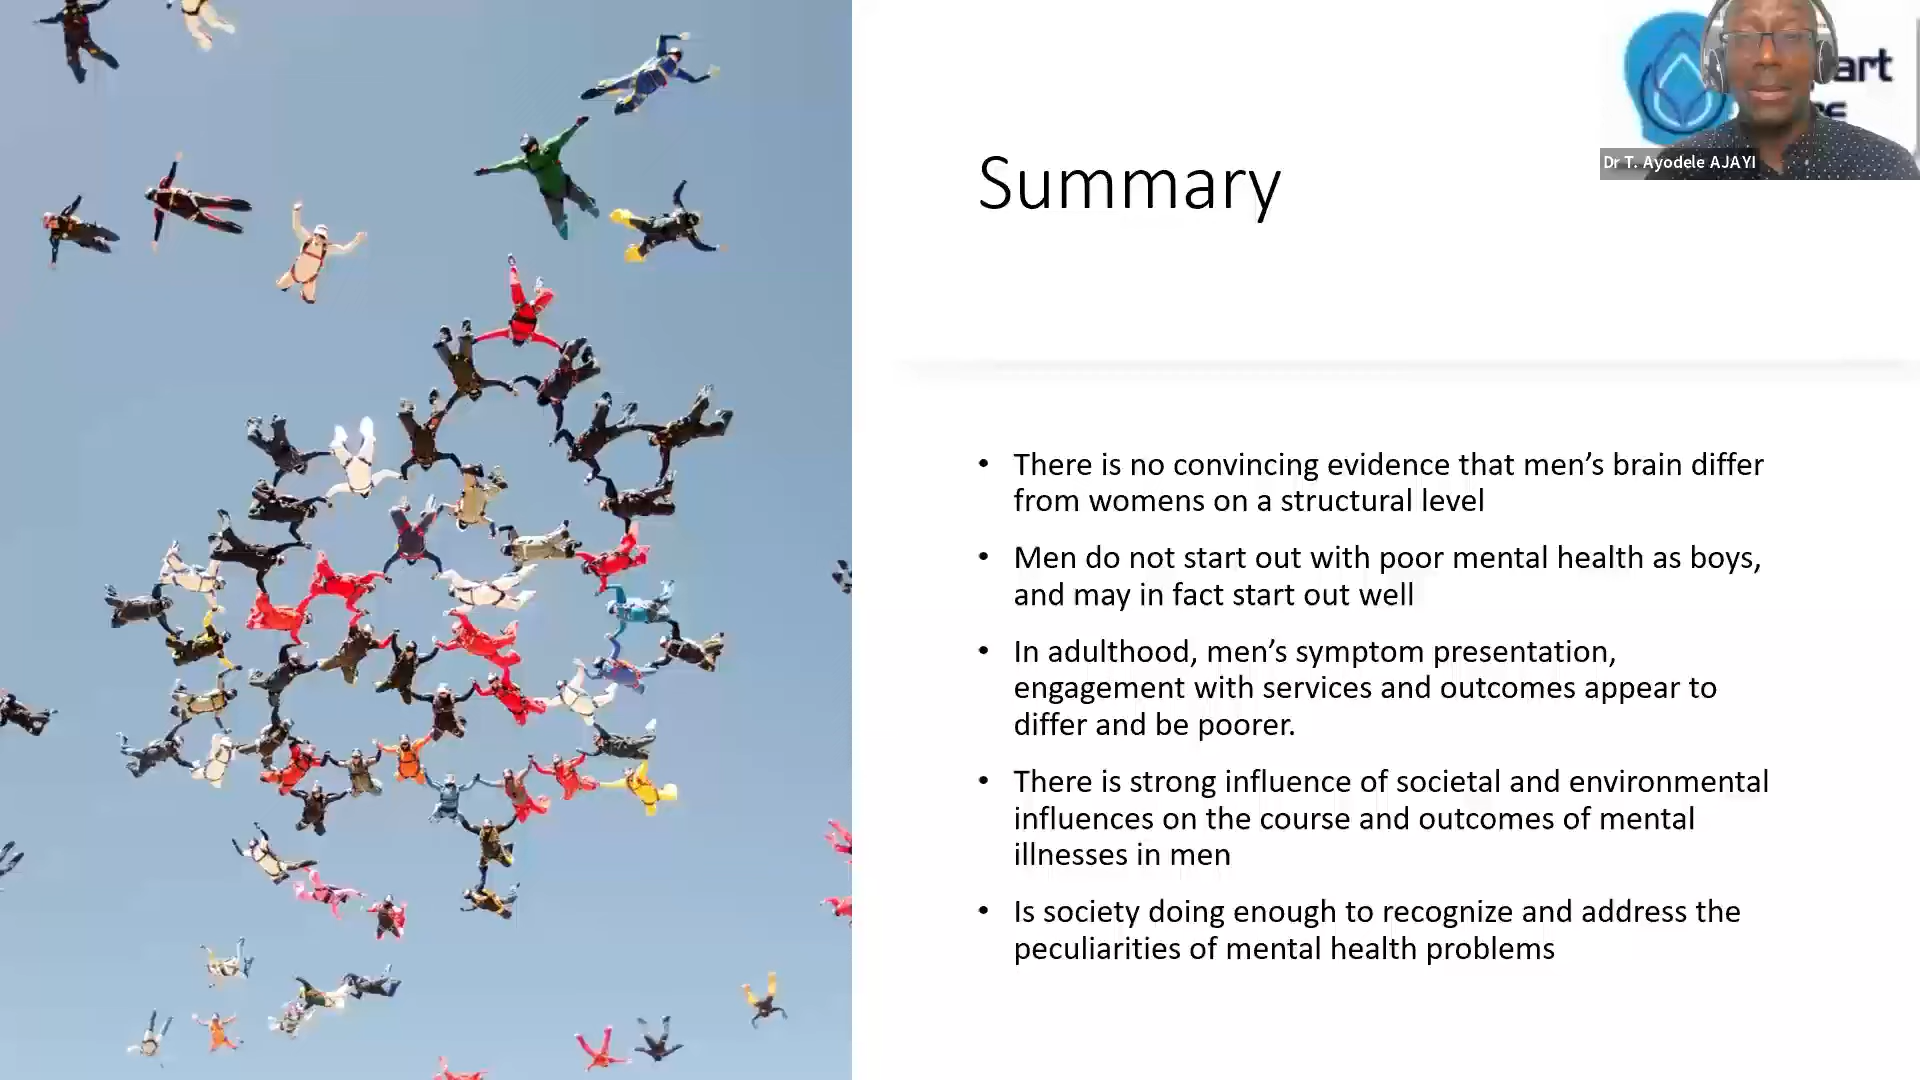 art
Dr T. Ayodele AJAYI
Summary
• There is no convincing evidence that men’s brain differ
from womens on a structural level
• Men do not start out with poor mental health as boys,
and may in fact start out well
• In adulthood, men’s symptom presentation,
engagement with services and outcomes appear to
differ and be poorer.
• There is strong influence of societal and environmental
influences on the course and outcomes of mental
illnesses in men
• Is society doing enough to recognize and address the
peculiarities of mental health problems